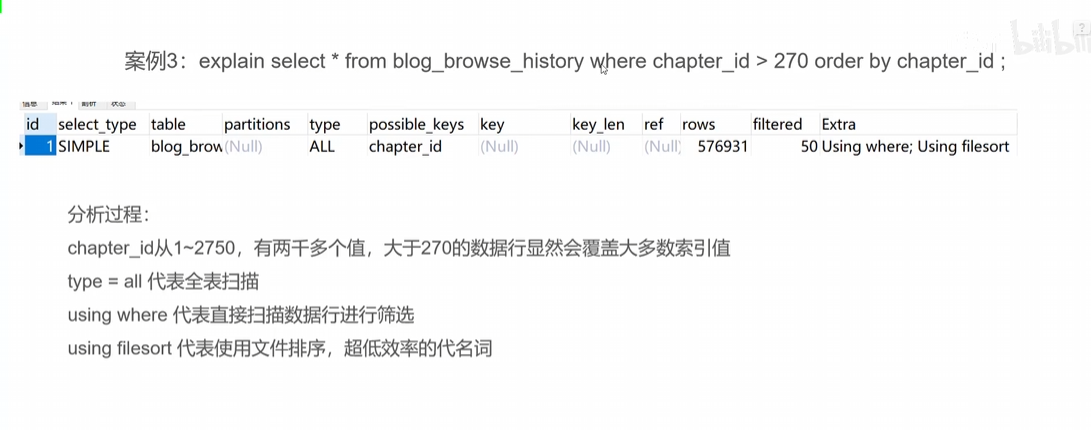 案例3：explain select * from blog_browse_history where chapter_id > 270 order by chapter_id ;
信息 结果 1 剖析 状态
id select_type table partitions type possible_keys key key_len ref rows filtered Extra
1 SIMPLE blog_brow (Null) ALL chapter_id (Null) (Null) (Null) 576931 50 Using where; Using filesort
分析过程：
chapter_id从1~2750，有两千多个值，大于270的数据行显然会覆盖大多数索引值
type = all 代表全表扫描
using where 代表直接扫描数据行进行筛选
using filesort 代表使用文件排序，超低效率的代名词